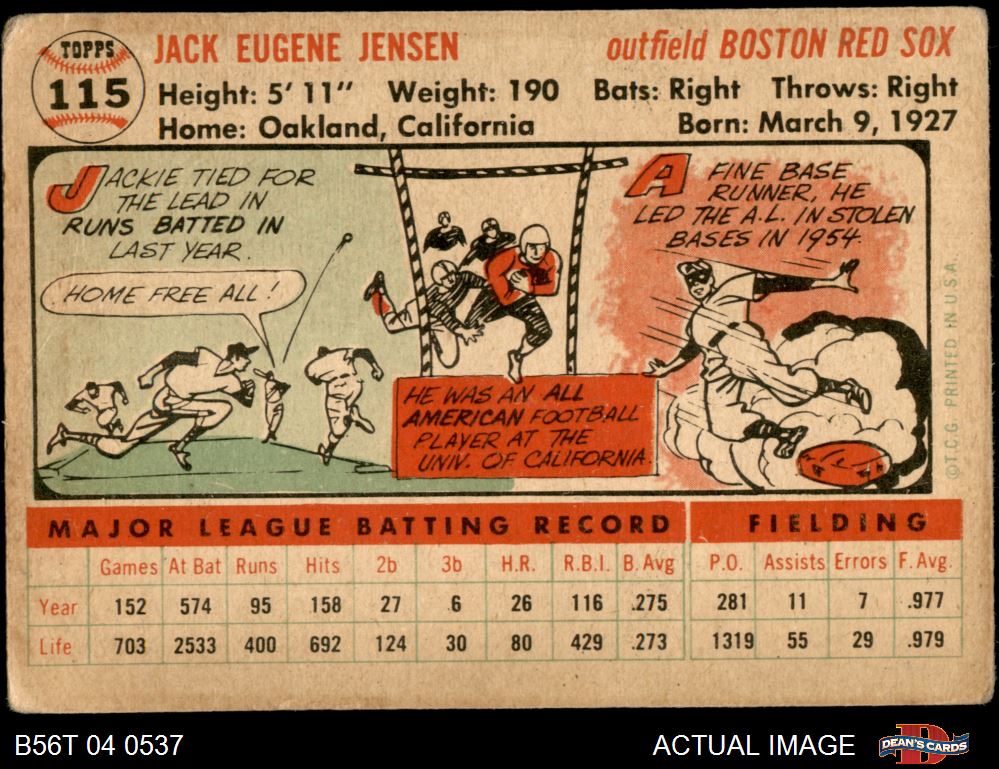 TOPPS
115
JACK EUGENE JENSEN
outfield BOSTON RED SOX
Height: 5' 11" Weight: 190 Bats: Right Throws: Right
Home: Oakland, California Born: March 9, 1927
JACKIE TIED FOR
THE LEAD IN
RUNS BATTED IN
LAST YEAR.
HOME FREE ALL!
HE WAS AN ALL
AMERICAN FOOTBALL
PLAYER AT THE
UNIV. OF CALIFORNIA.
A FINE BASE
RUNNER, HE
LED THE A.L. IN STOLEN
BASES IN 1954.
©T.C.G. PRINTED IN U.S.A.
MAJOR LEAGUE BATTING RECORD FIELDING
Games At Bat Runs Hits 2b 3b H.R. R.B.I. B. Avg P.O. Assists Errors F. Avg.
Year 152 574 95 158 27 6 26 116 .275 281 11 7 .977
Life 703 2533 400 692 124 30 80 429 .273 1319 55 29 .979
B56T 04 0537
ACTUAL IMAGE
D
DEAN'S CARDS